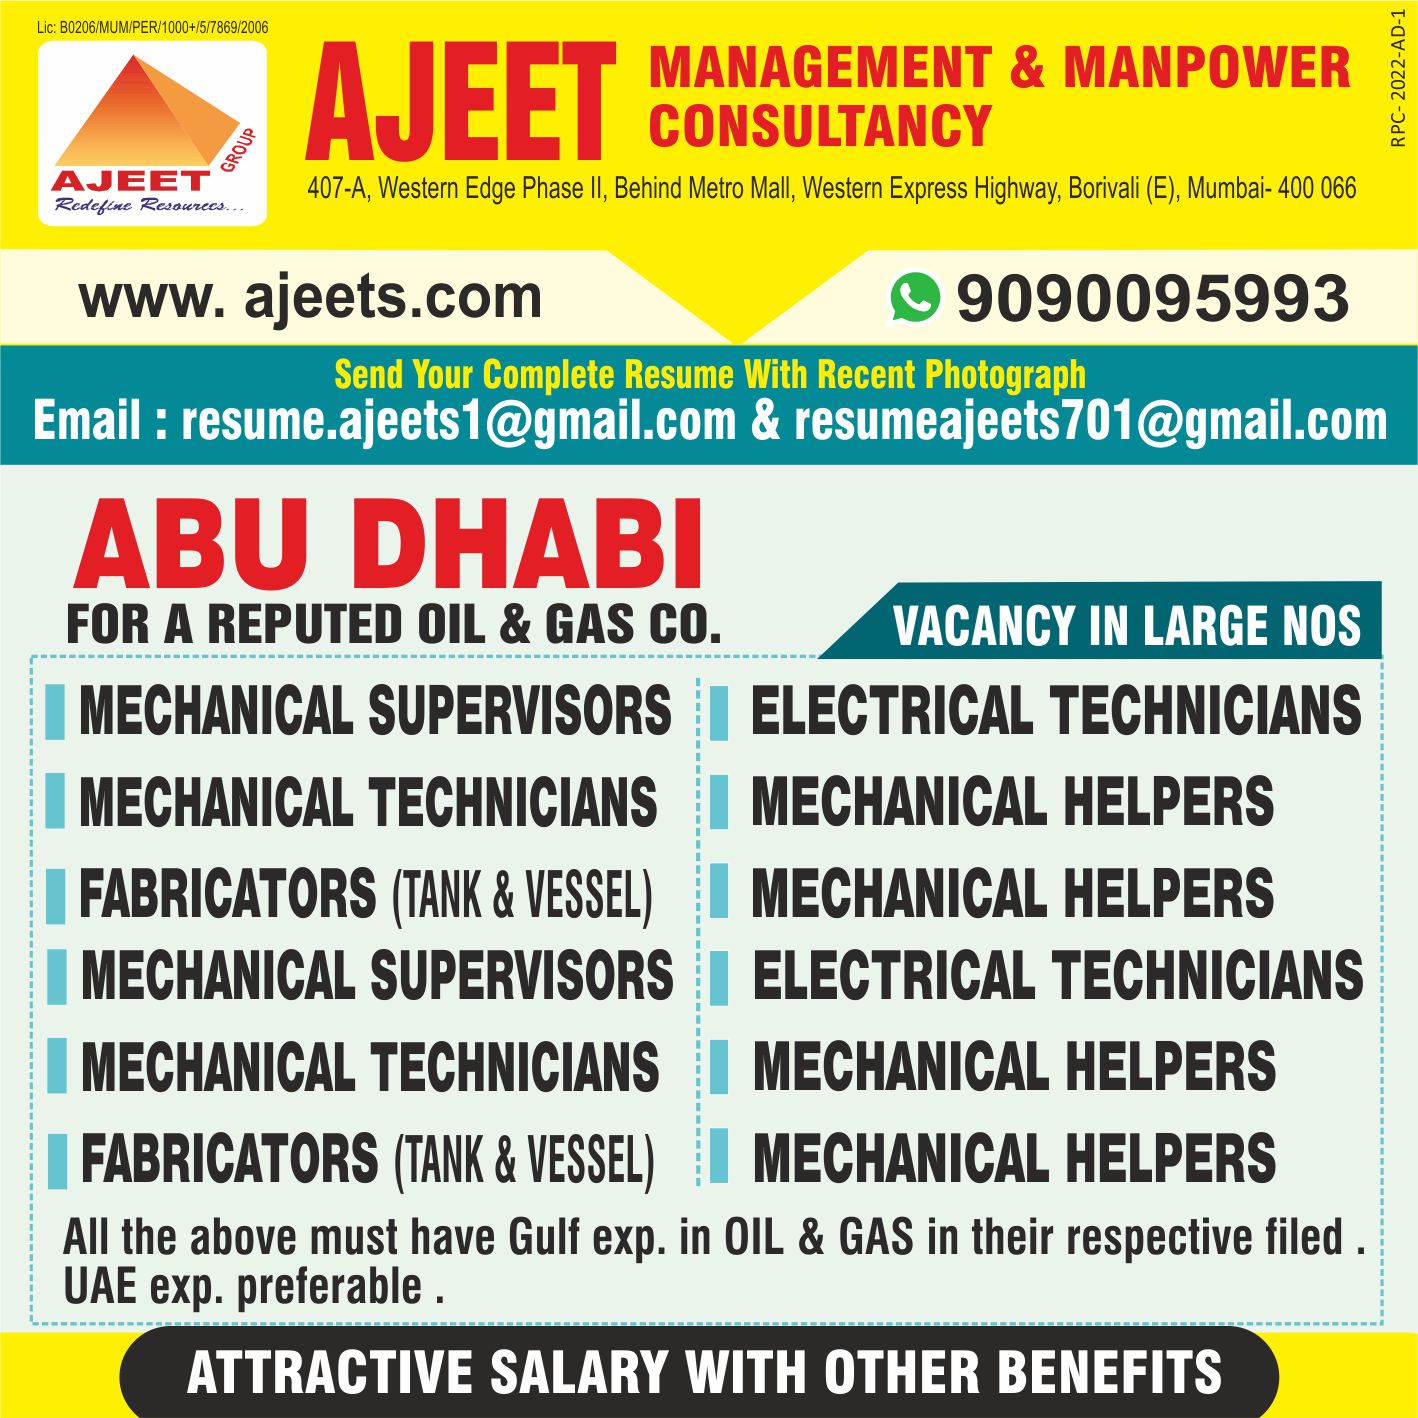 Lic: B0206/MUM/PER/1000+/5/7869/2006
RPC- 2022-AD-1
AJEET
GROUP
Redefine Resources...
AJEET
MANAGEMENT & MANPOWER
CONSULTANCY
407-A, Western Edge Phase II, Behind Metro Mall, Western Express Highway, Borivali (E), Mumbai- 400 066
www. ajeets.com
9090095993
Send Your Complete Resume With Recent Photograph
Email : resume.ajeets1@gmail.com & resumeajeets701@gmail.com
ABU DHABI
FOR A REPUTED OIL & GAS CO.
VACANCY IN LARGE NOS
MECHANICAL SUPERVISORS
MECHANICAL TECHNICIANS
FABRICATORS (TANK & VESSEL)
MECHANICAL SUPERVISORS
MECHANICAL TECHNICIANS
FABRICATORS (TANK & VESSEL)
ELECTRICAL TECHNICIANS
MECHANICAL HELPERS
MECHANICAL HELPERS
ELECTRICAL TECHNICIANS
MECHANICAL HELPERS
MECHANICAL HELPERS
All the above must have Gulf exp. in OIL & GAS in their respective filed .
UAE exp. preferable .
ATTRACTIVE SALARY WITH OTHER BENEFITS